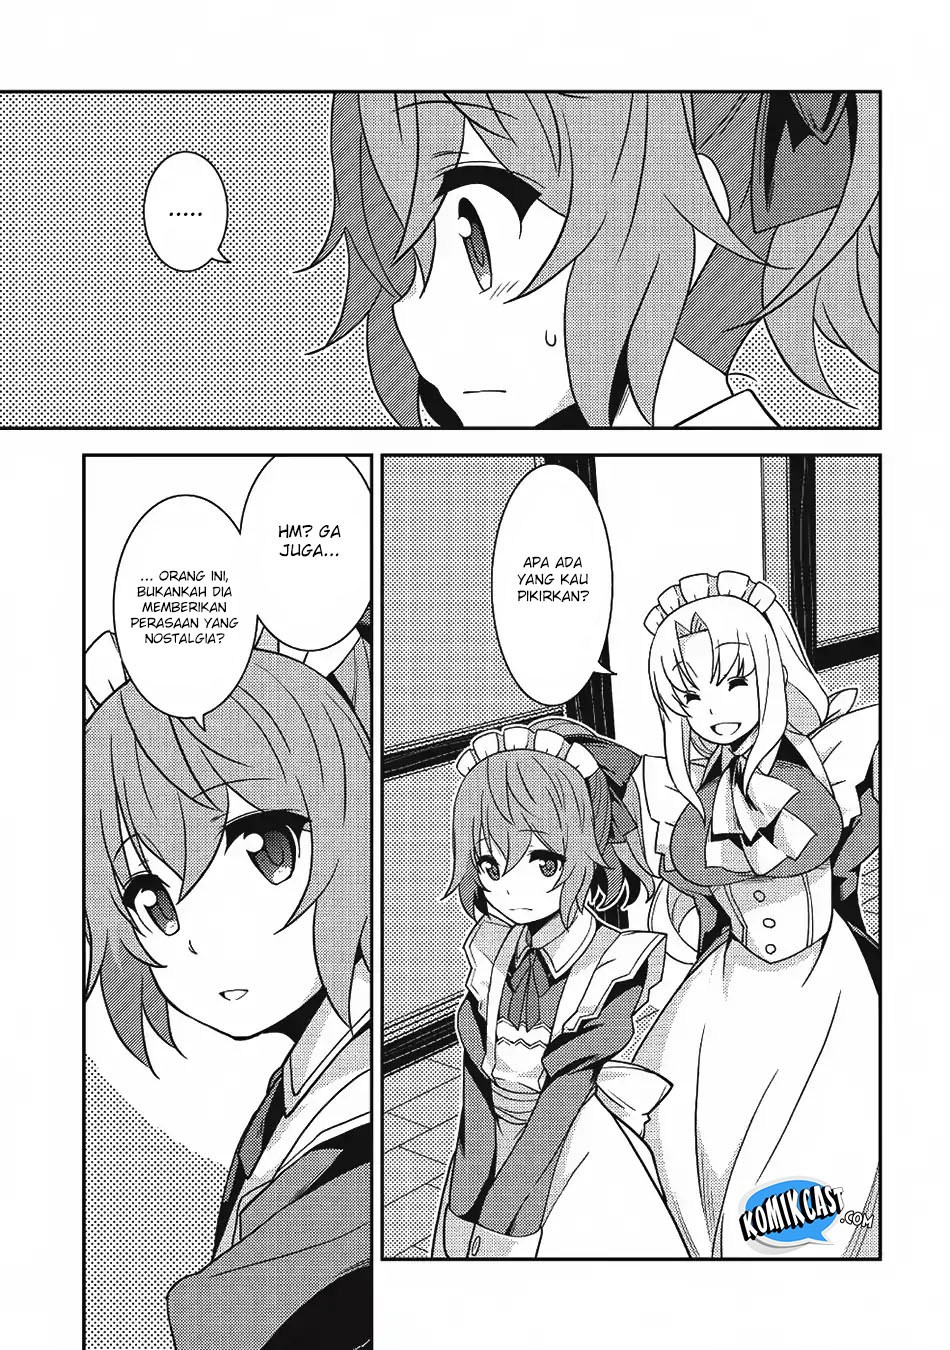 .....
APA ADA
YANG KAU
PIKIRKAN?
HM? GA
JUGA...
... ORANG INI,
BUKANKAH DIA
MEMBERIKAN
PERASAAN YANG
NOSTALGIA?
KOMIKCAST
.COM